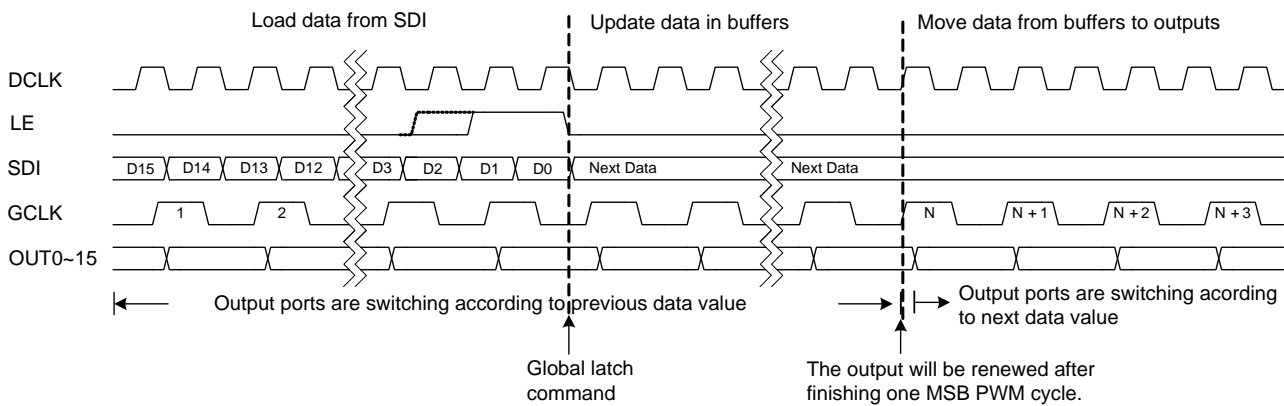 Load data from SDI
Update data in buffers
Move data from buffers to outputs
DCLK
LE
SDI
D15 D14 D13 D12 D3 D2 D1 D0 Next Data Next Data
GCLK
1 2 N N + 1 N + 2 N + 3
OUT0~15
Output ports are switching according to previous data value
Output ports are switching acording
to next data value
Global latch
command
The output will be renewed after
finishing one MSB PWM cycle.